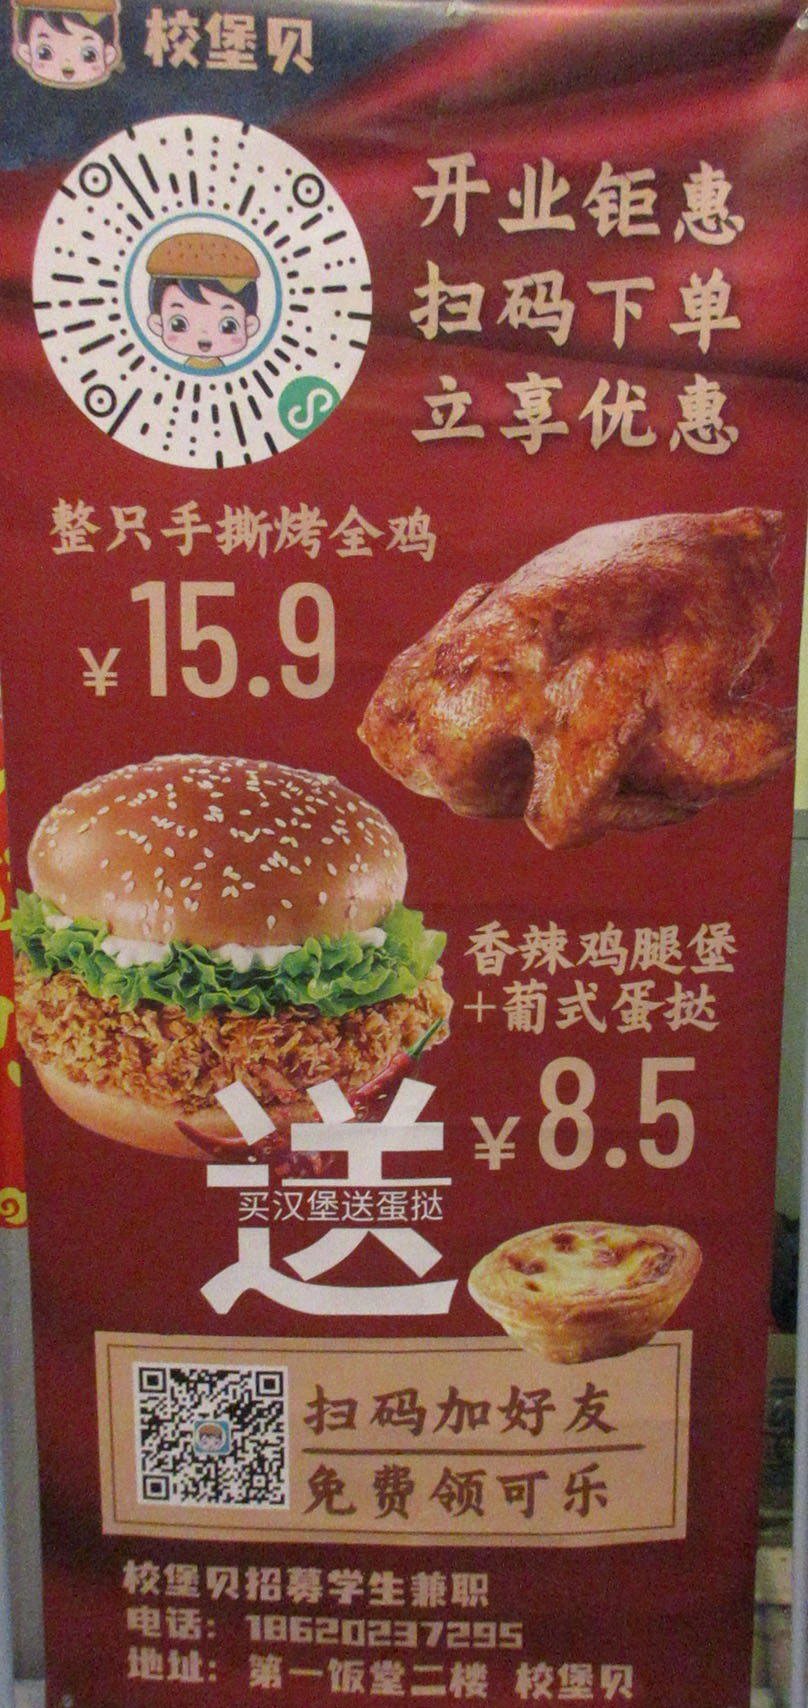 校堡贝
开业钜惠
扫码下单
立享优惠
整只手撕烤全鸡
¥15.9
香辣鸡腿堡
+葡式蛋挞
¥8.5
送
买汉堡送蛋挞
扫码加好友
免费领可乐
校堡贝招募学生兼职
电话：18620237295
地址：第一饭堂二楼 校堡贝